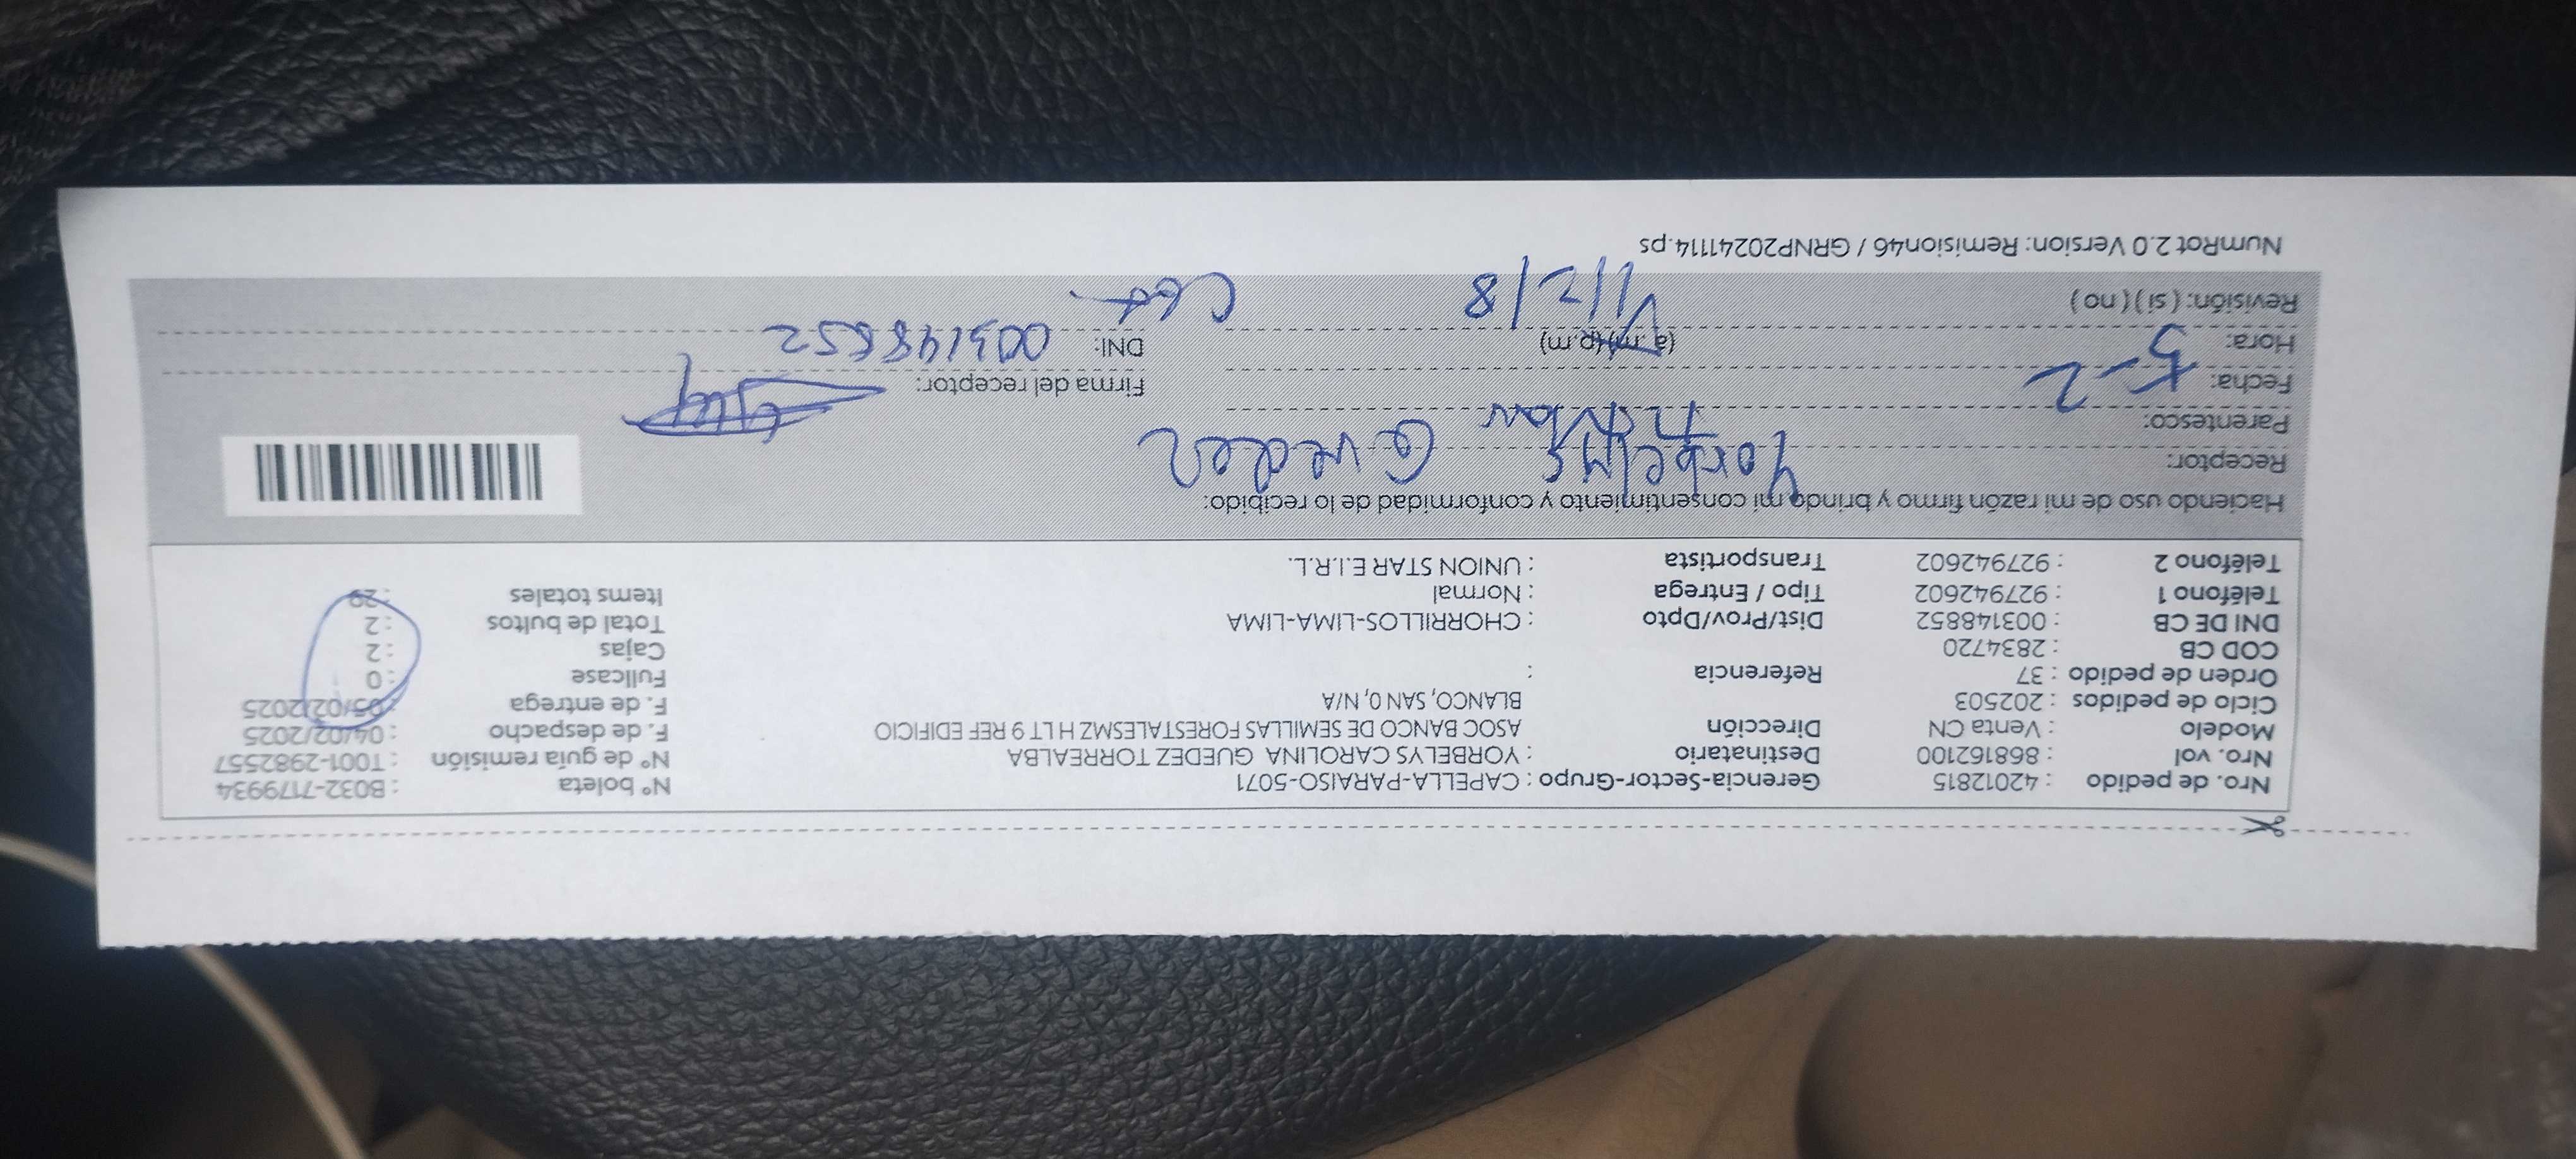 Nro. de pedido : 42012815 Gerencia-Sector-Grupo : CAPELLA-PARAISO-5071 N° boleta : B032-7179934
Nro. vol : 868162100 Destinatario : YORBELYS CAROLINA GUEDEZ TORREALBA N° de guía remisión : T001-2982557
Modelo : Venta CN Dirección ASOC BANCO DE SEMILLAS FORESTALESMZ H LT 9 REF EDIFICIO F. de despacho : 04/02/2025
Ciclo de pedidos : 202503 BLANCO, SAN 0, N/A F. de entrega : 05/02/2025
Orden de pedido : 37 Referencia : Fullcase : 0
COD CB : 2834720 Cajas : 2
DNI DE CB : 003148852 Dist/Prov/Dpto : CHORRILLOS-LIMA-LIMA Total de bultos : 2
Teléfono 1 : 927942602 Tipo / Entrega : Normal Items totales : 29
Teléfono 2 : 927942602 Transportista : UNION STAR E.I.R.L.
Haciendo uso de mi razón firmo y brindo mi consentimiento y conformidad de lo recibido:
Receptor: Yorbelys Guedez
Parentesco:
Fecha: 5-2 Firma del receptor:
Hora: (a.m) (p.m) DNI: 003148852
Revisión: ( si ) ( no )
NumRot 2.0 Version: Remision46 / GRNP20241114.ps